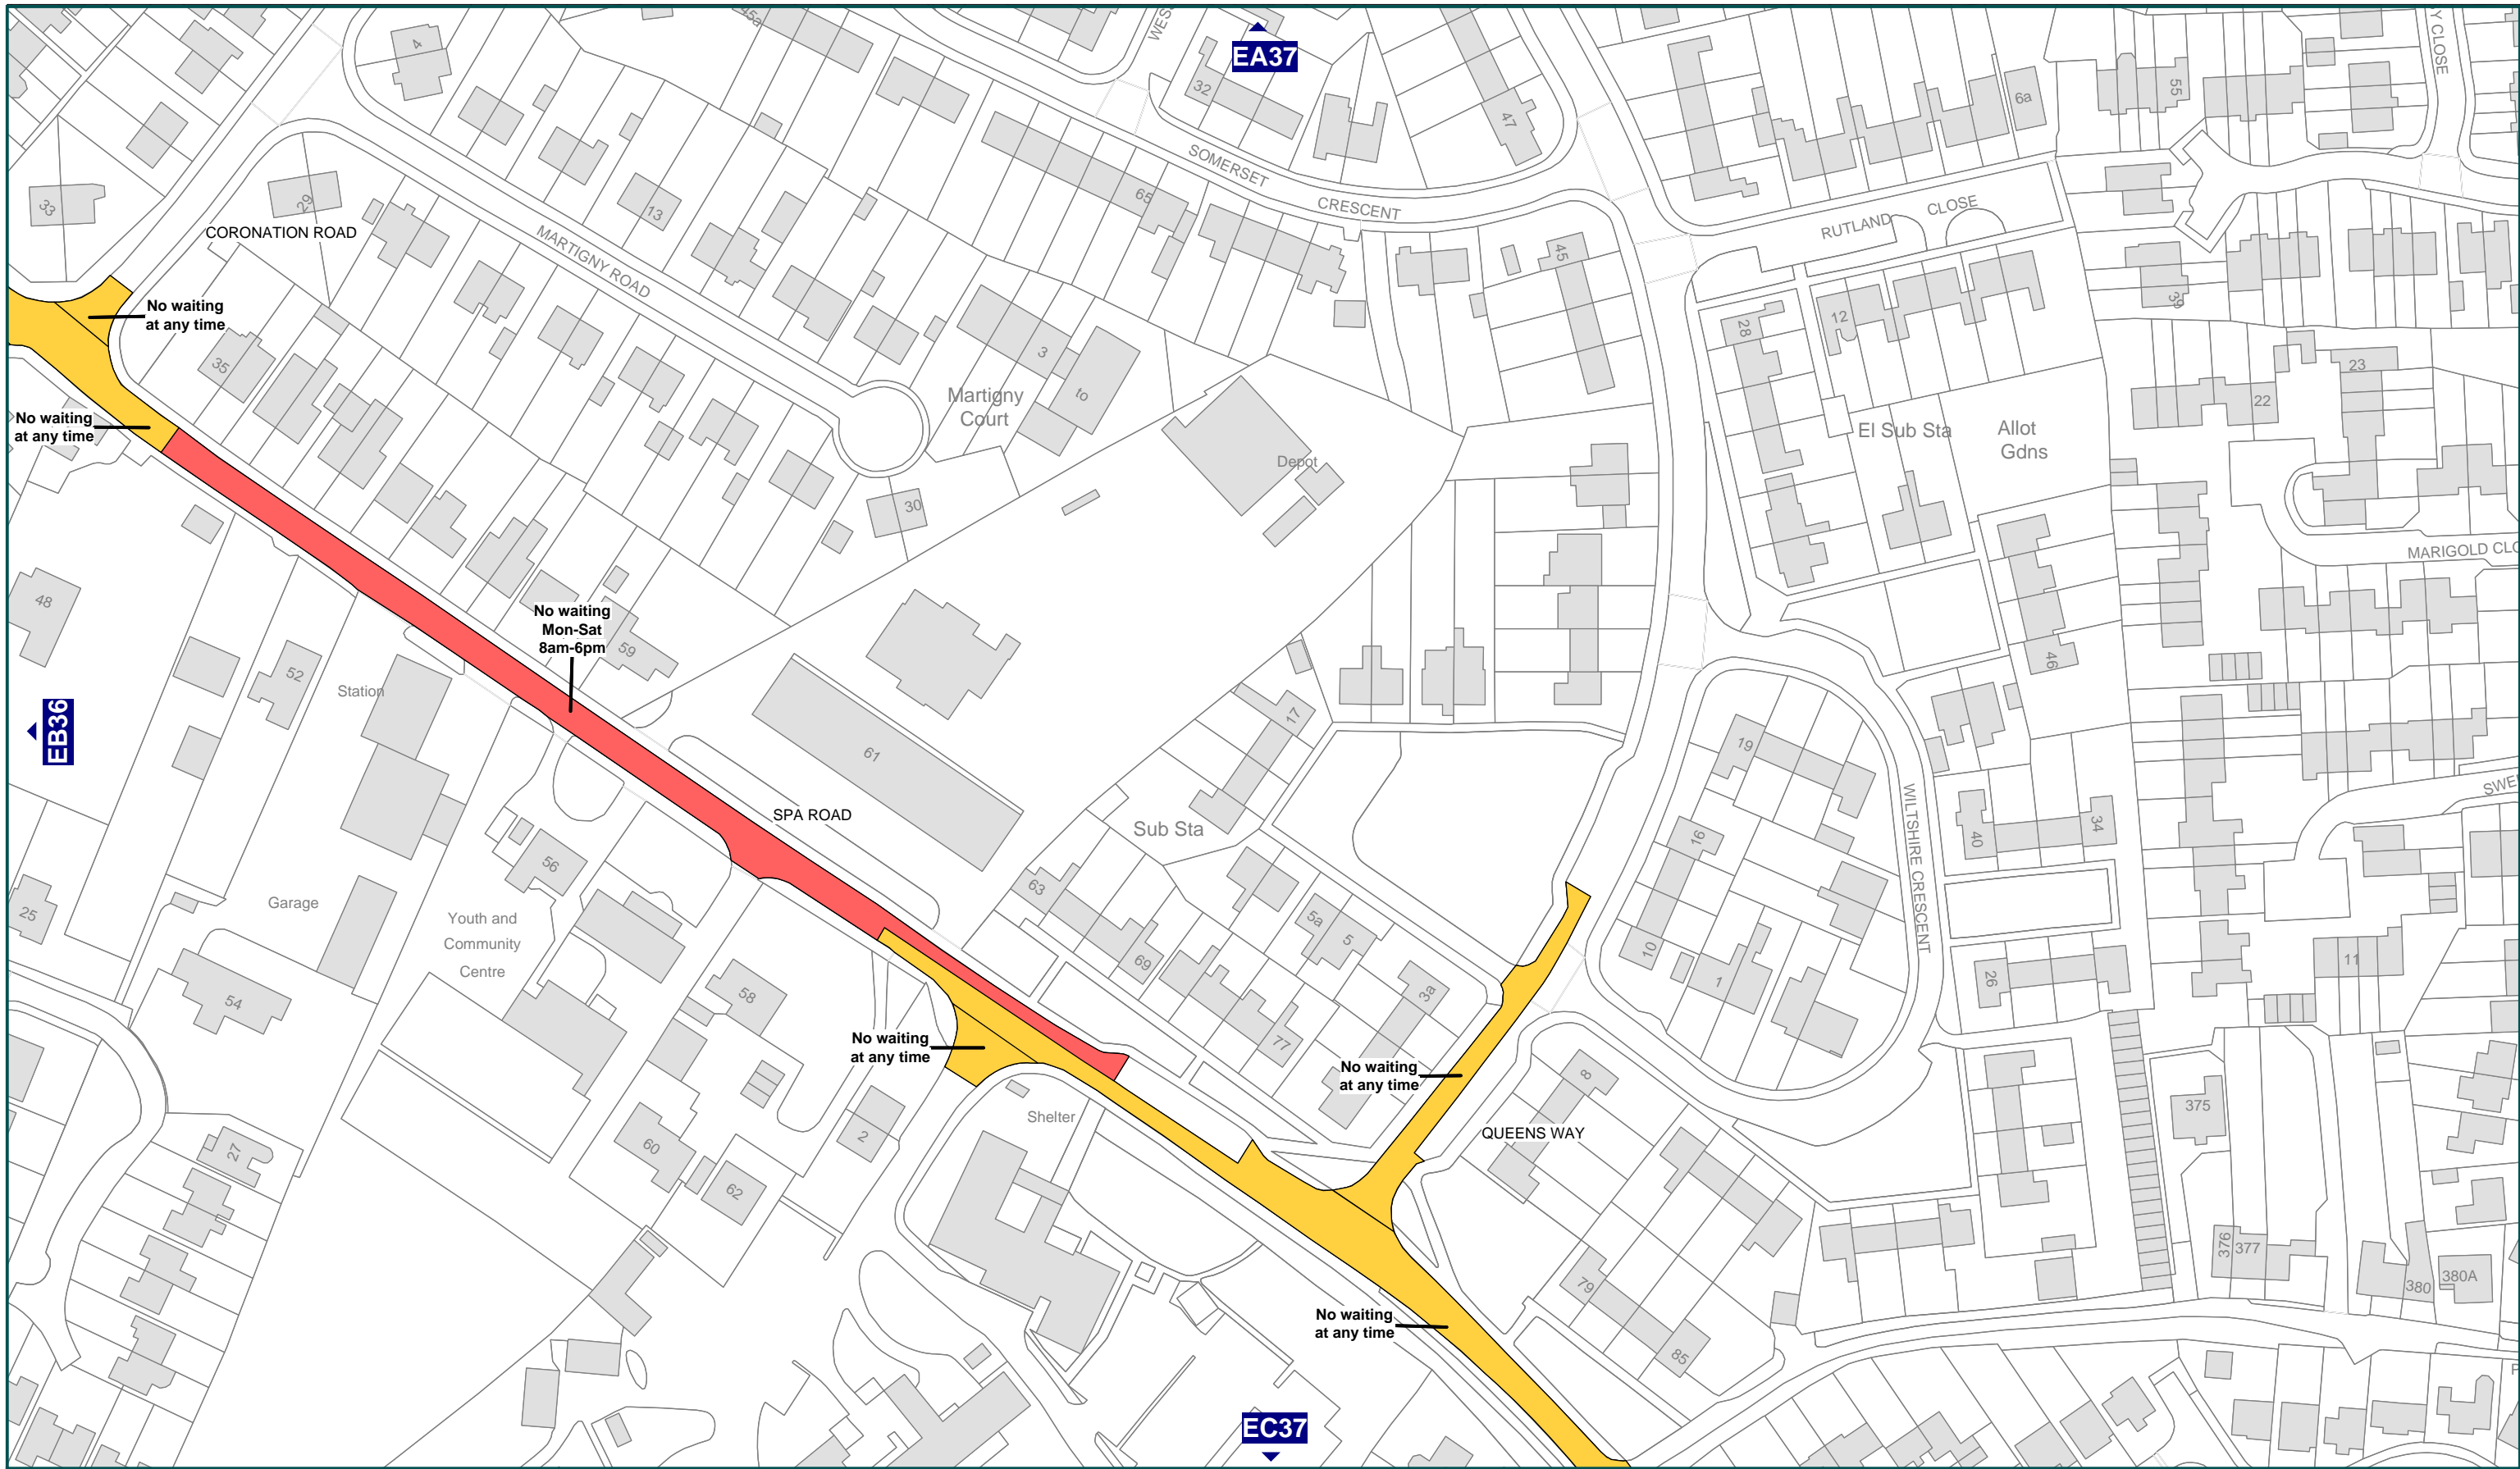 EA37
4
15a
32
47
6a
55
Y CLOSE
33
29
13
65
SOMERSET
CRESCENT
RUTLAND
CLOSE
CORONATION ROAD
MARTIGNY ROAD
45
39
No waiting
at any time
35
3
to
Martigny
Court
28
12
23
22
No waiting
at any time
El Sub Sta
Allot
Gdns
Depot
30
MARIGOLD CLO
48
No waiting
Mon-Sat
8am-6pm
59
52
Station
46
EB36
61
17
19
SPA ROAD
Sub Sta
16
WILTSHIRE CRESCENT
40
34
SWE
56
63
25
Garage
Youth and
Community
Centre
5a
5
69
10
1
11
26
54
58
3a
77
No waiting
at any time
No waiting
at any time
8
375
Shelter
2
QUEENS WAY
27
60
62
376
377
380
380A
79
No waiting
at any time
85
EC37